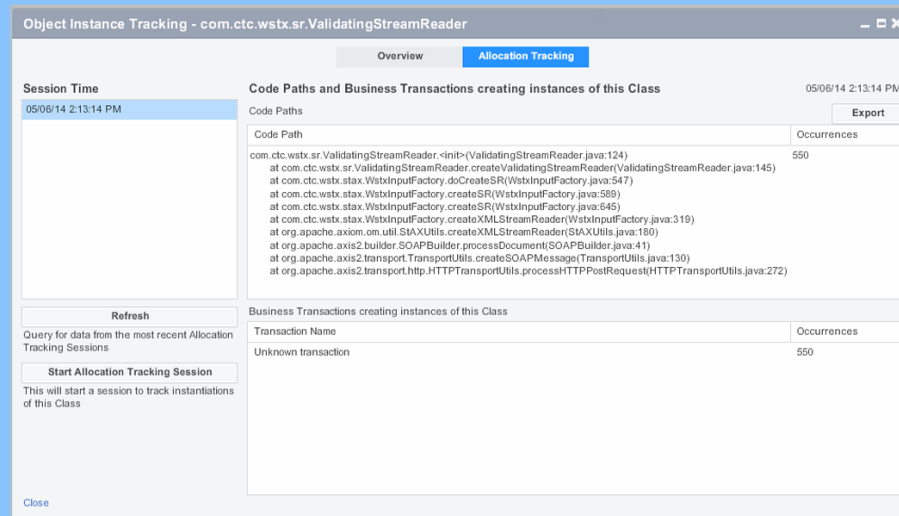 Object Instance Tracking - com.ctc.wstx.sr.ValidatingStreamReader
Overview
Allocation Tracking
Session Time
05/06/14 2:13:14 PM
Refresh
Query for data from the most recent Allocation
Tracking Sessions
Start Allocation Tracking Session
This will start a session to track instantiations
of this Class
Code Paths and Business Transactions creating instances of this Class
05/06/14 2:13:14 PM
Code Paths
Export
Code Path
Occurrences
com.ctc.wstx.sr.ValidatingStreamReader.<init>(ValidatingStreamReader.java:124)
550
at com.ctc.wstx.sr.ValidatingStreamReader.createValidatingStreamReader(ValidatingStreamReader.java:145)
at com.ctc.wstx.stax.WstxInputFactory.doCreateSR(WstxInputFactory.java:547)
at com.ctc.wstx.stax.WstxInputFactory.createSR(WstxInputFactory.java:589)
at com.ctc.wstx.stax.WstxInputFactory.createSR(WstxInputFactory.java:645)
at com.ctc.wstx.stax.WstxInputFactory.createXMLStreamReader(WstxInputFactory.java:319)
at org.apache.axiom.om.util.StAXUtils.createXMLStreamReader(StAXUtils.java:180)
at org.apache.axis2.builder.SOAPBuilder.processDocument(SOAPBuilder.java:41)
at org.apache.axis2.transport.TransportUtils.createSOAPMessage(TransportUtils.java:130)
at org.apache.axis2.transport.http.HTTPTransportUtils.processHTTPPostRequest(HTTPTransportUtils.java:272)
Business Transactions creating instances of this Class
Transaction Name
Occurrences
Unknown transaction
550
Close